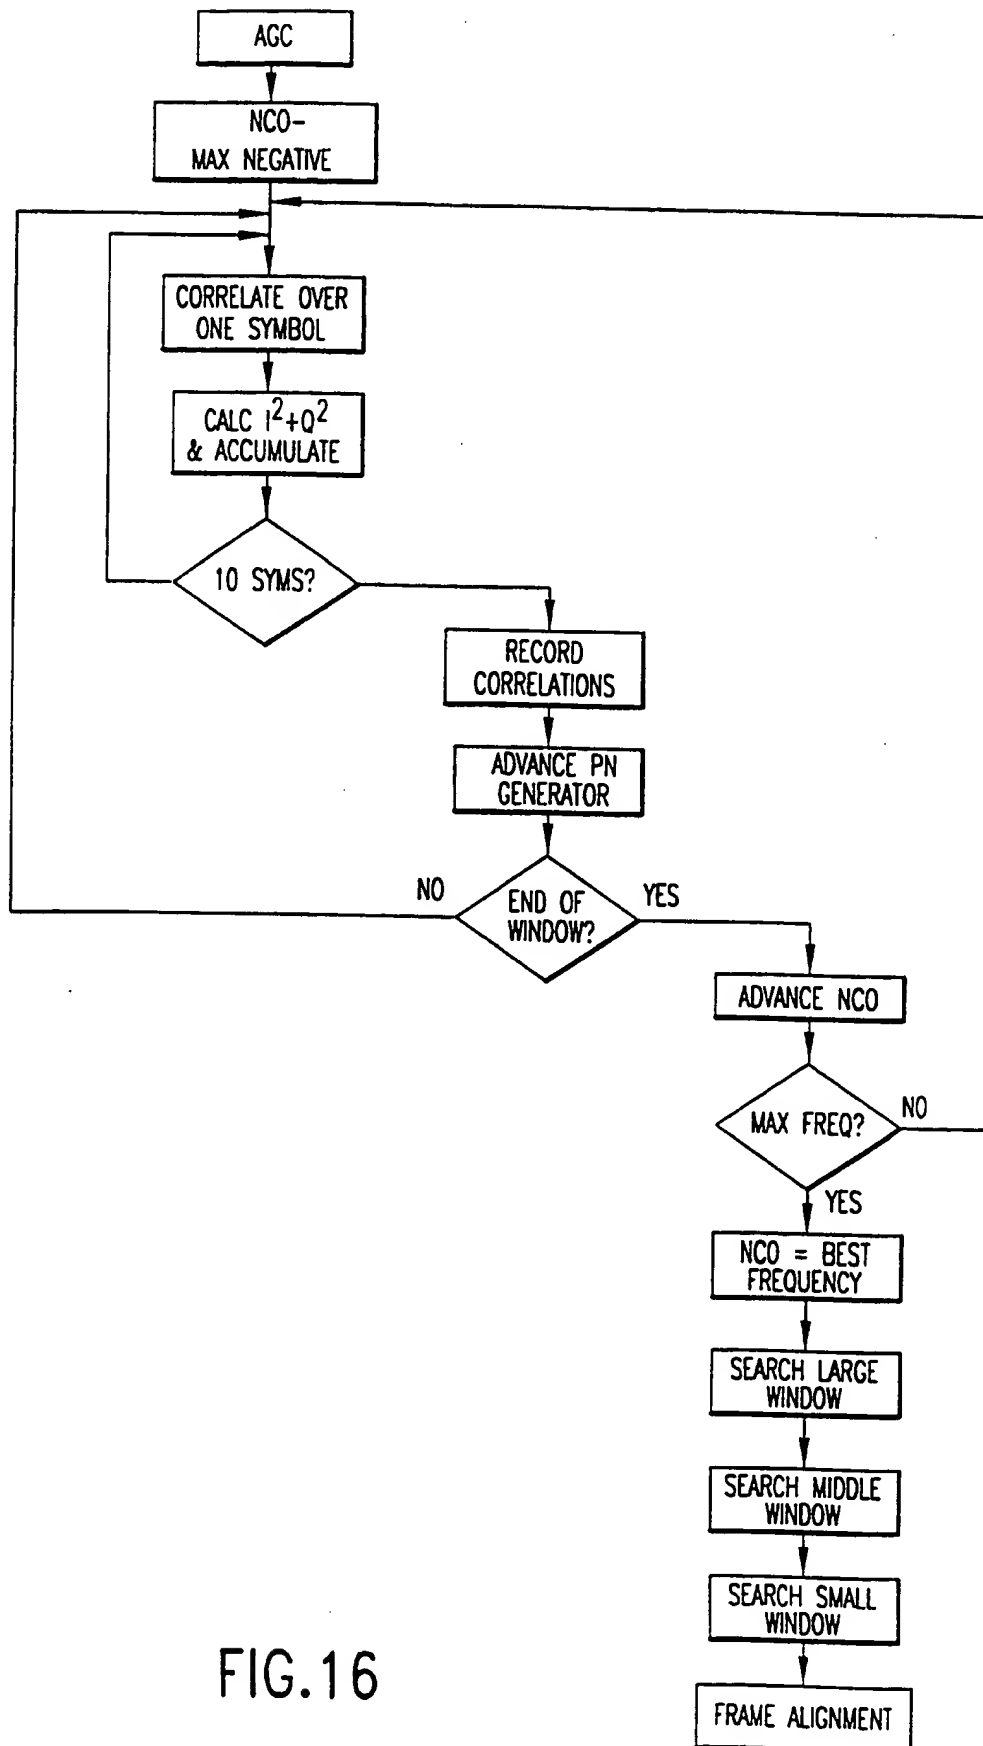 AGC
NCO-
MAX NEGATIVE
CORRELATE OVER
ONE SYMBOL
CALC I²+Q²
& ACCUMULATE
10 SYMS?
RECORD
CORRELATIONS
ADVANCE PN
GENERATOR
NO
END OF
WINDOW?
YES
ADVANCE NCO
MAX FREQ?
NO
YES
NCO = BEST
FREQUENCY
SEARCH LARGE
WINDOW
SEARCH MIDDLE
WINDOW
SEARCH SMALL
WINDOW
FRAME ALIGNMENT
FIG.16